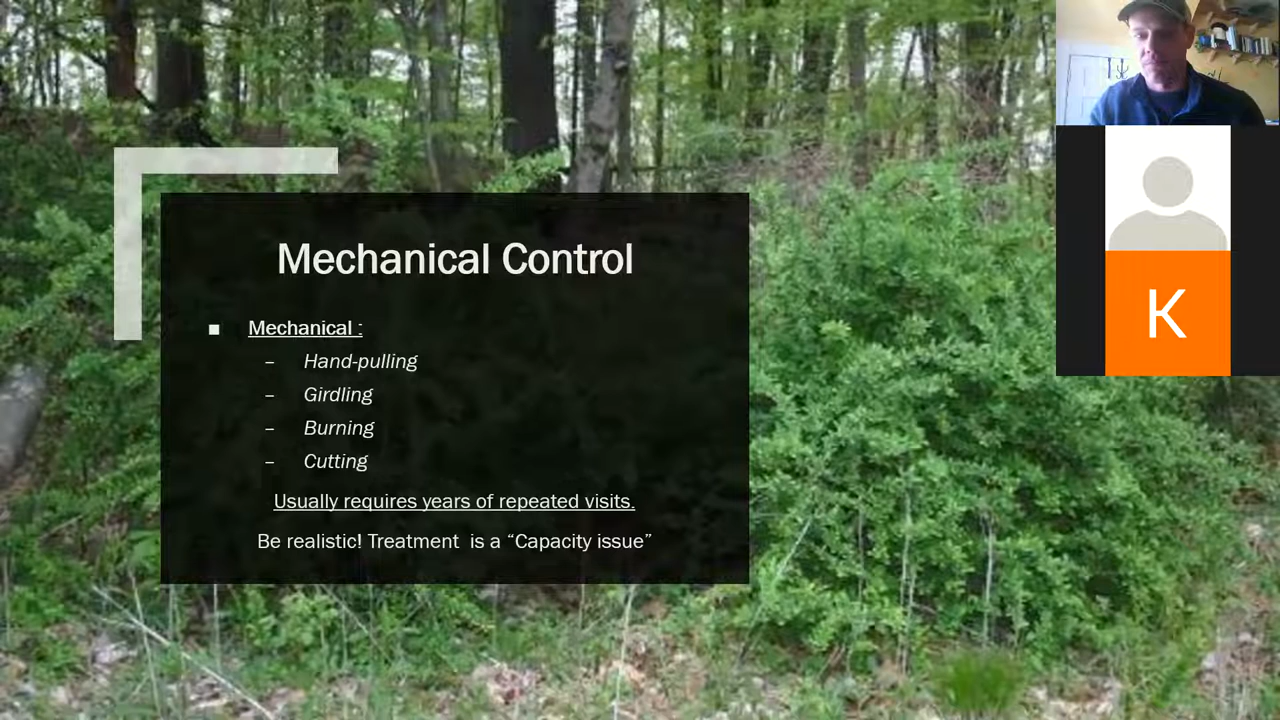 Mechanical Control
■ Mechanical :
– Hand-pulling
– Girdling
– Burning
– Cutting
Usually requires years of repeated visits.
Be realistic! Treatment is a “Capacity issue”
K